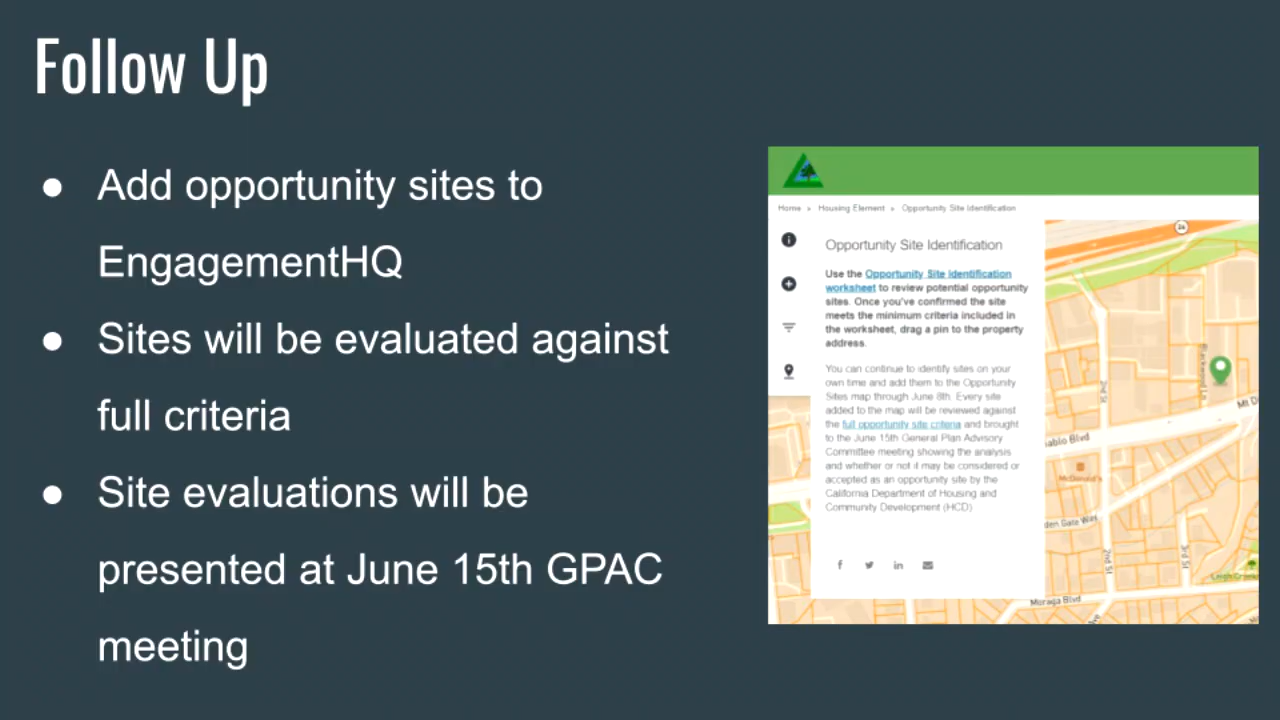 Follow Up
● Add opportunity sites to
EngagementHQ
● Sites will be evaluated against
full criteria
● Site evaluations will be
presented at June 15th GPAC
meeting
Home > Housing Element > Opportunity Site Identification
Opportunity Site Identification
Use the Opportunity Site Identification
worksheet to review potential opportunity
sites. Once you've confirmed the site
meets the minimum criteria included in
the worksheet, drag a pin to the property
address.
You can continue to identify sites on your
own time and add them to the Opportunity
Sites map through June 8th. Every site
added to the map will be reviewed against
the full opportunity site criteria and brought
to the June 15th General Plan Advisory
Committee meeting showing the analysis
and whether or not it may be considered or
accepted as an opportunity site by the
California Department of Housing and
Community Development (HCD)
24
2nd St
Mt D
iablo Blvd
McDonald's
den Gate Way
2nd St
3rd St
Moraga Blvd